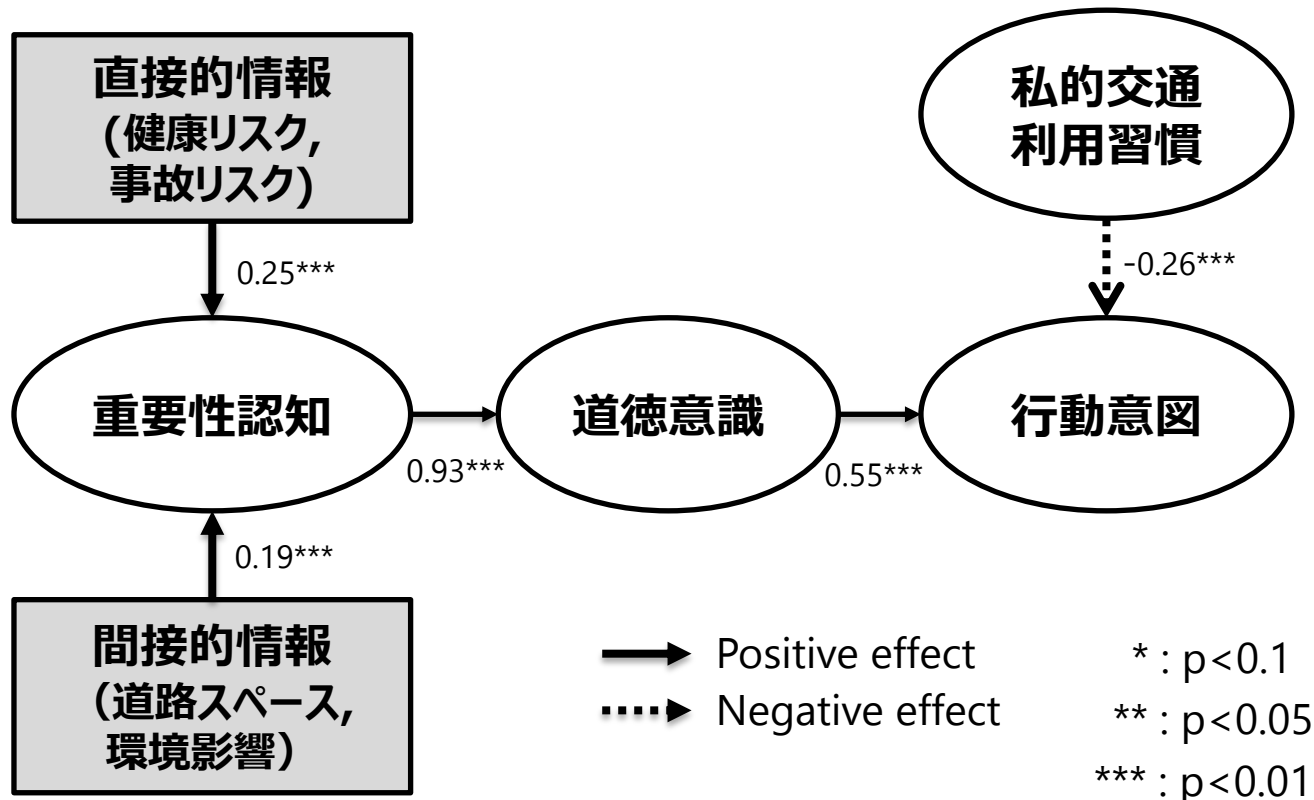 直接的情報
(健康リスク,
事故リスク)
私的交通
利用習慣
0.25***
-0.26***
重要性認知
道徳意識
行動意図
0.93***
0.55***
0.19***
間接的情報
（道路スペース,
環境影響）
Positive effect
Negative effect
* : p<0.1
** : p<0.05
*** : p<0.01